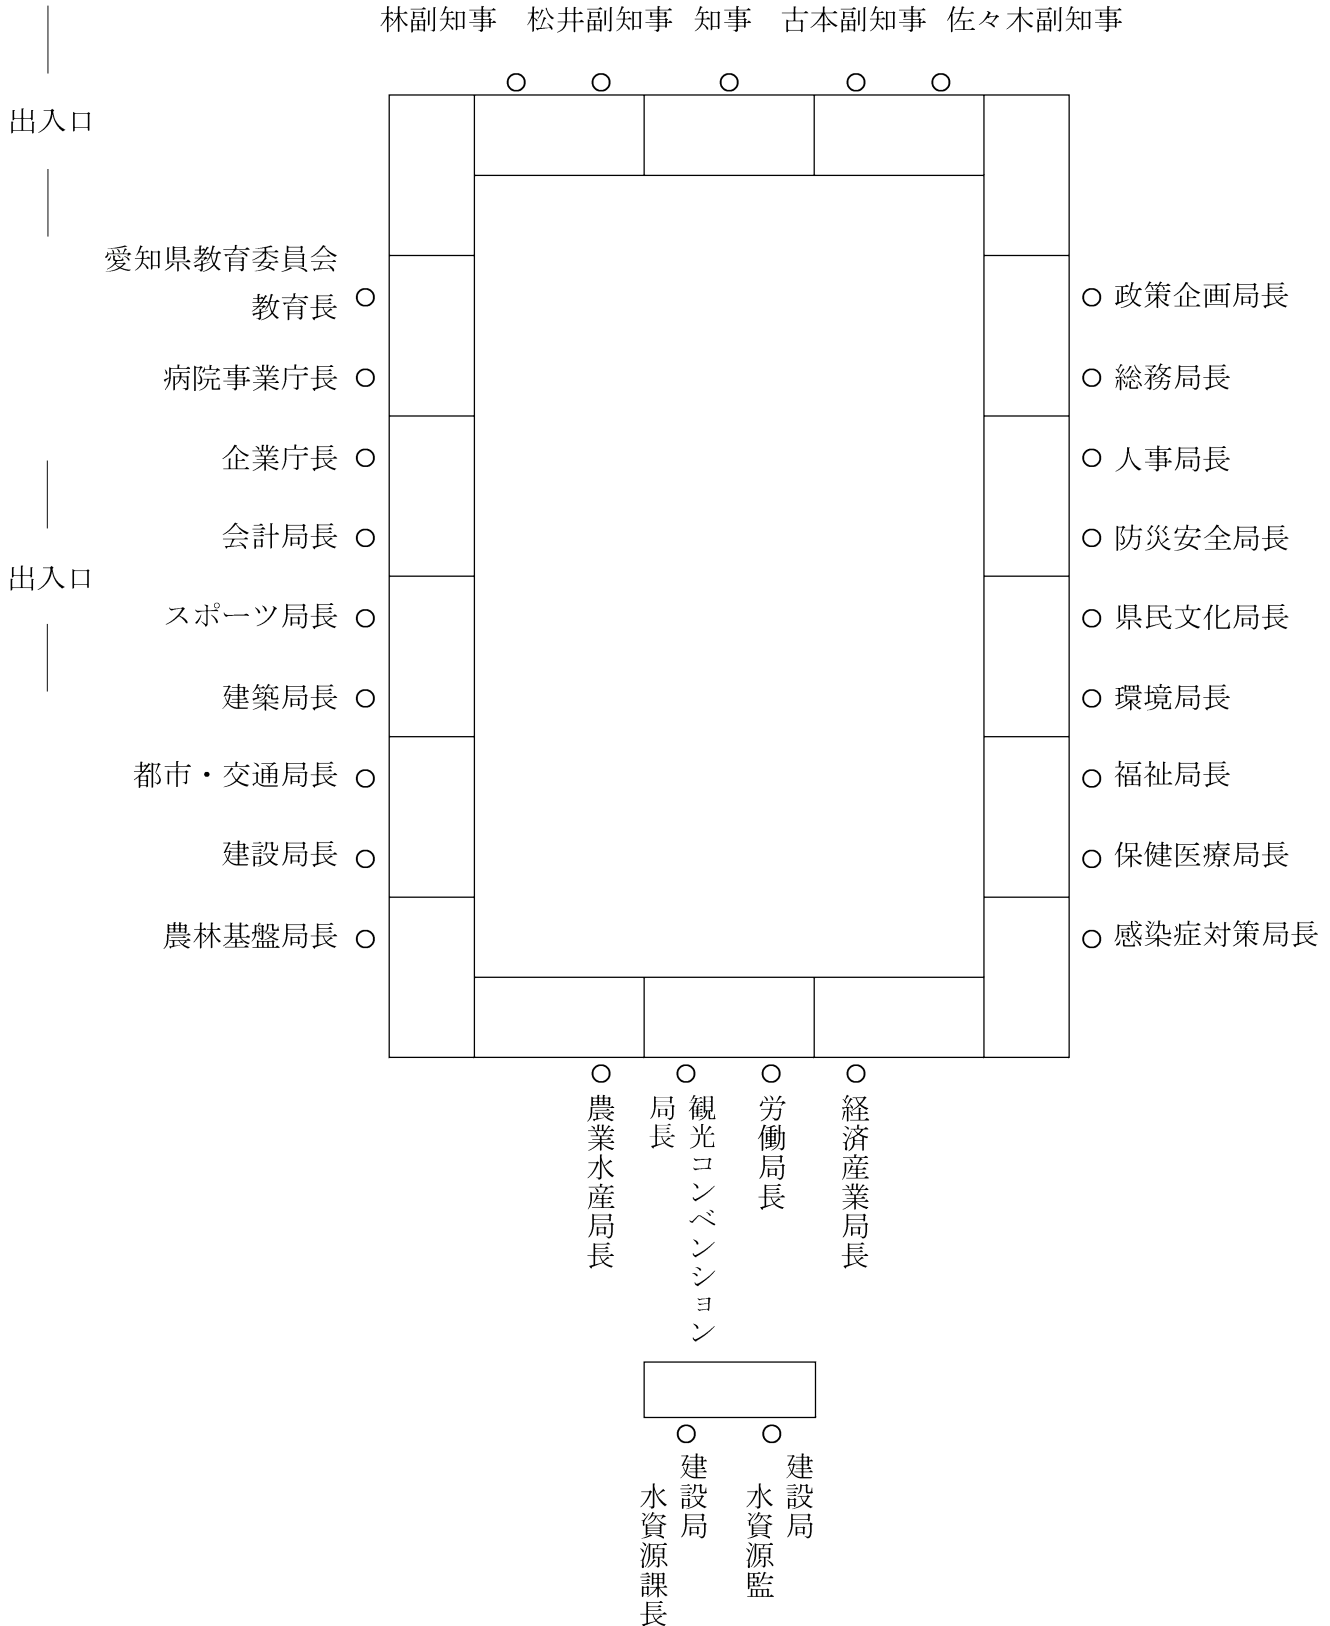 林副知事
松井副知事
知事
古本副知事
佐々木副知事
出入口
愛知県教育委員会
教育長
病院事業庁長
企業庁長
会計局長
出入口
スポーツ局長
建築局長
都市・交通局長
建設局長
農林基盤局長
政策企画局長
総務局長
人事局長
防災安全局長
県民文化局長
環境局長
福祉局長
保健医療局長
感染症対策局長
経済産業局長
労働局長
観光コンベンション
局長
農業水産局長
建設局
水資源監
建設局
水資源課長